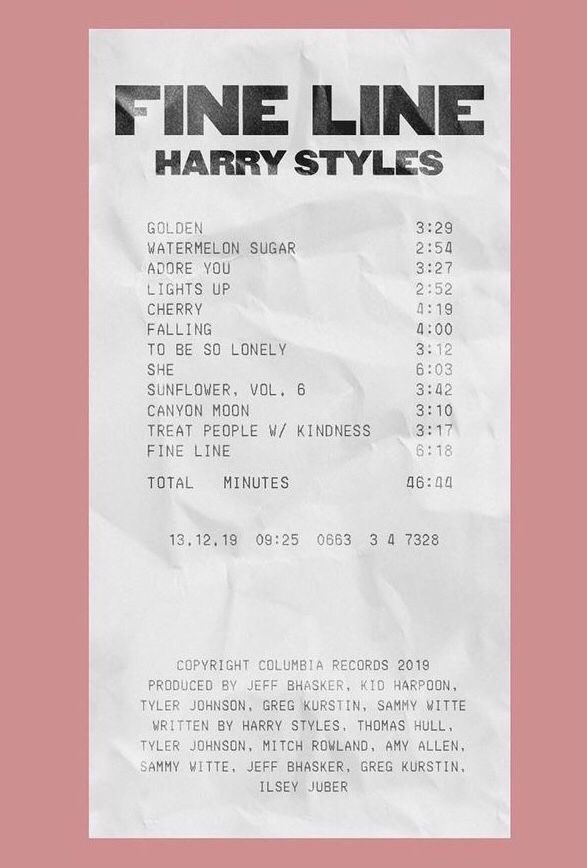 FINE LINE
HARRY STYLES
GOLDEN 3:29
WATERMELON SUGAR 2:54
ADORE YOU 3:27
LIGHTS UP 2:52
CHERRY 4:19
FALLING 4:00
TO BE SO LONELY 3:12
SHE 6:03
SUNFLOWER, VOL. 6 3:42
CANYON MOON 3:10
TREAT PEOPLE W/ KINDNESS 3:17
FINE LINE 6:18
TOTAL MINUTES 46:44
13.12.19 09:25 0663 3 4 7328
COPYRIGHT COLUMBIA RECORDS 2019
PRODUCED BY JEFF BHASKER, KID HARPOON,
TYLER JOHNSON, GREG KURSTIN, SAMMY WITTE
WRITTEN BY HARRY STYLES, THOMAS HULL,
TYLER JOHNSON, MITCH ROWLAND, AMY ALLEN,
SAMMY WITTE, JEFF BHASKER, GREG KURSTIN,
ILSEY JUBER